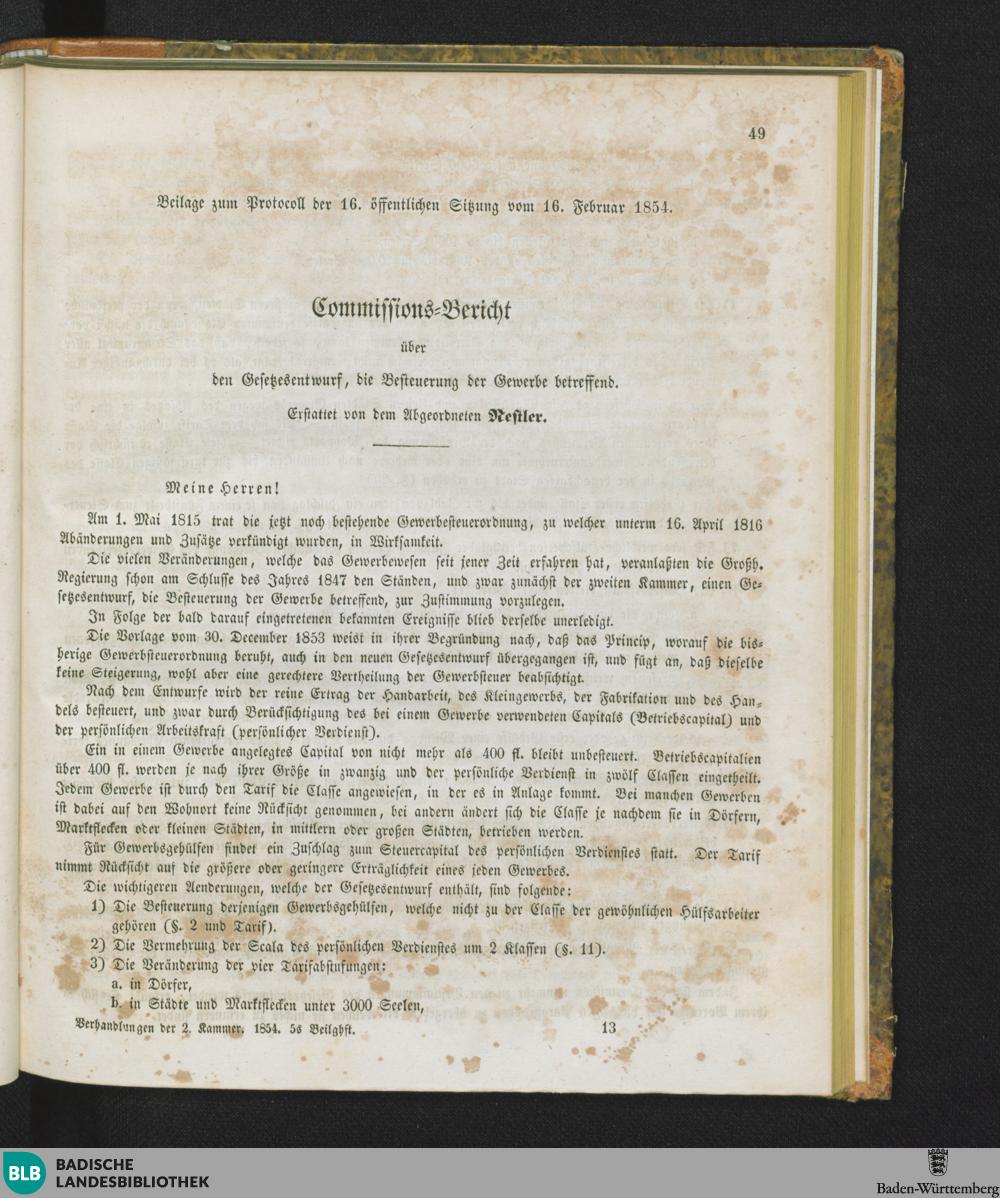 49
Beilage zum Protocoll der 16. öffentlichen Sitzung vom 16. Februar 1854.
Commissions-Bericht
über
den Gesetzesentwurf, die Besteuerung der Gewerbe betreffend.
Erstattet von dem Abgeordneten Nestler.
Meine Herren!
Am 1. Mai 1815 trat die jetzt noch bestehende Gewerbesteuerordnung, zu welcher unterm 16. April 1816
Abänderungen und Zusätze verkündigt wurden, in Wirksamkeit.
Die vielen Veränderungen, welche das Gewerbewesen seit jener Zeit erfahren hat, veranlaßten die Großh.
Regierung schon am Schlusse des Jahres 1847 den Ständen, und zwar zunächst der zweiten Kammer, einen Ge-
setzesentwurf, die Besteuerung der Gewerbe betreffend, zur Zustimmung vorzulegen.
In Folge der bald darauf eingetretenen bekannten Ereignisse blieb derselbe unerledigt.
Die Vorlage vom 30. December 1853 weist in ihrer Begründung nach, daß das Princip, worauf die bis-
herige Gewerbsteuerordnung beruht, auch in den neuen Gesetzesentwurf übergegangen ist, und fügt an, daß dieselbe
keine Steigerung, wohl aber eine gerechtere Vertheilung der Gewerbsteuer beabsichtigt.
Nach dem Entwurfe wird der reine Ertrag der Handarbeit, des Kleingewerbs, der Fabrikation und des Han-
dels besteuert, und zwar durch Berücksichtigung des bei einem Gewerbe verwendeten Capitals (Betriebscapital) und
der persönlichen Arbeitskraft (persönlicher Verdienst).
Ein in einem Gewerbe angelegtes Capital von nicht mehr als 400 fl. bleibt unbesteuert. Betriebscapitalien
über 400 fl. werden je nach ihrer Größe in zwanzig und der persönliche Verdienst in zwölf Classen eingetheilt.
Jedem Gewerbe ist durch den Tarif die Classe angewiesen, in der es in Anlage kommt. Bei manchen Gewerben
ist dabei auf den Wohnort keine Rücksicht genommen, bei andern ändert sich die Classe je nachdem sie in Dörfern,
Marktflecken oder kleinen Städten, in mittlern oder großen Städten, betrieben werden.
Für Gewerbsgehülfen findet ein Zuschlag zum Steuercapital des persönlichen Verdienstes statt. Der Tarif
nimmt Rücksicht auf die größere oder geringere Erträglichkeit eines jeden Gewerbes.
Die wichtigeren Aenderungen, welche der Gesetzesentwurf enthält, sind folgende:
1) Die Besteuerung derjenigen Gewerbsgehülfen, welche nicht zu der Classe der gewöhnlichen Hülfsarbeiter
gehören (§. 2 und Tarif).
2) Die Vermehrung der Scala des persönlichen Verdienstes um 2 Klassen (§. 11).
3) Die Veränderung der vier Tarifabstufungen:
a. in Dörfer,
b. in Städte und Marktflecken unter 3000 Seelen,
Verhandlungen der 2. Kammer. 1854. 5s Beilghft. 13
BLB BADISCHE
LANDESBIBLIOTHEK
Baden-Württemberg